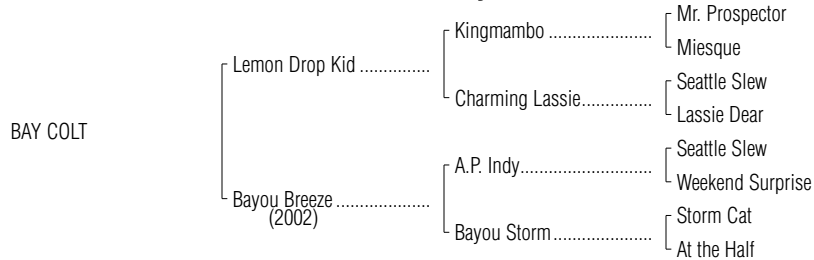 Mr. Prospector
Kingmambo ......................
Miesque
Lemon Drop Kid ...............
Seattle Slew
Charming Lassie...............
Lassie Dear
BAY COLT
Seattle Slew
A.P. Indy............................
Weekend Surprise
Bayou Breeze ....................
(2002)
Storm Cat
Bayou Storm.....................
At the Half